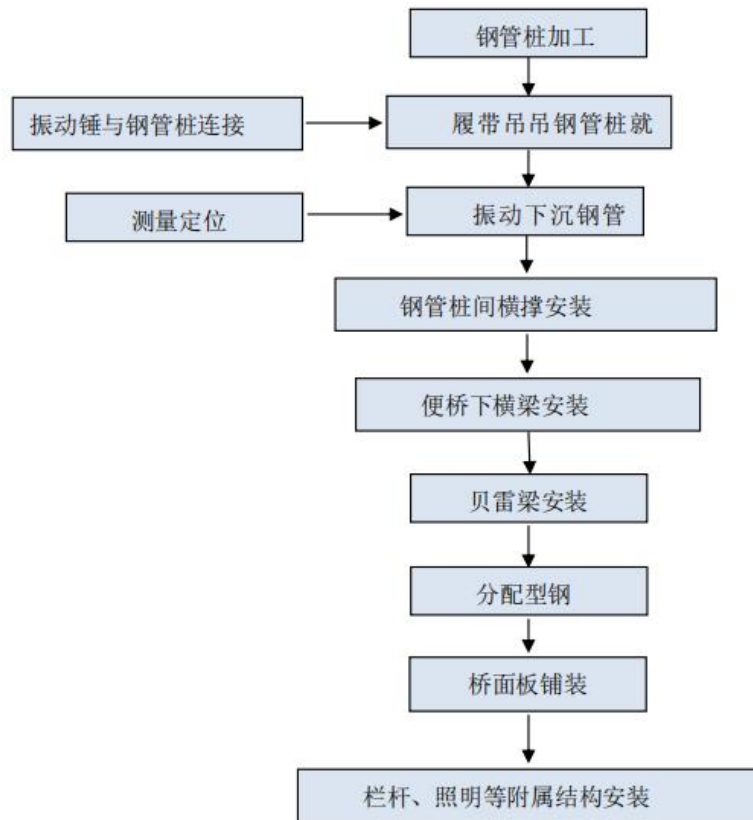 钢管桩加工
振动锤与钢管桩连接
履带吊吊钢管桩就
测量定位
振动下沉钢管
钢管桩间横撑安装
便桥下横梁安装
贝雷梁安装
分配型钢
桥面板铺装
栏杆、照明等附属结构安装